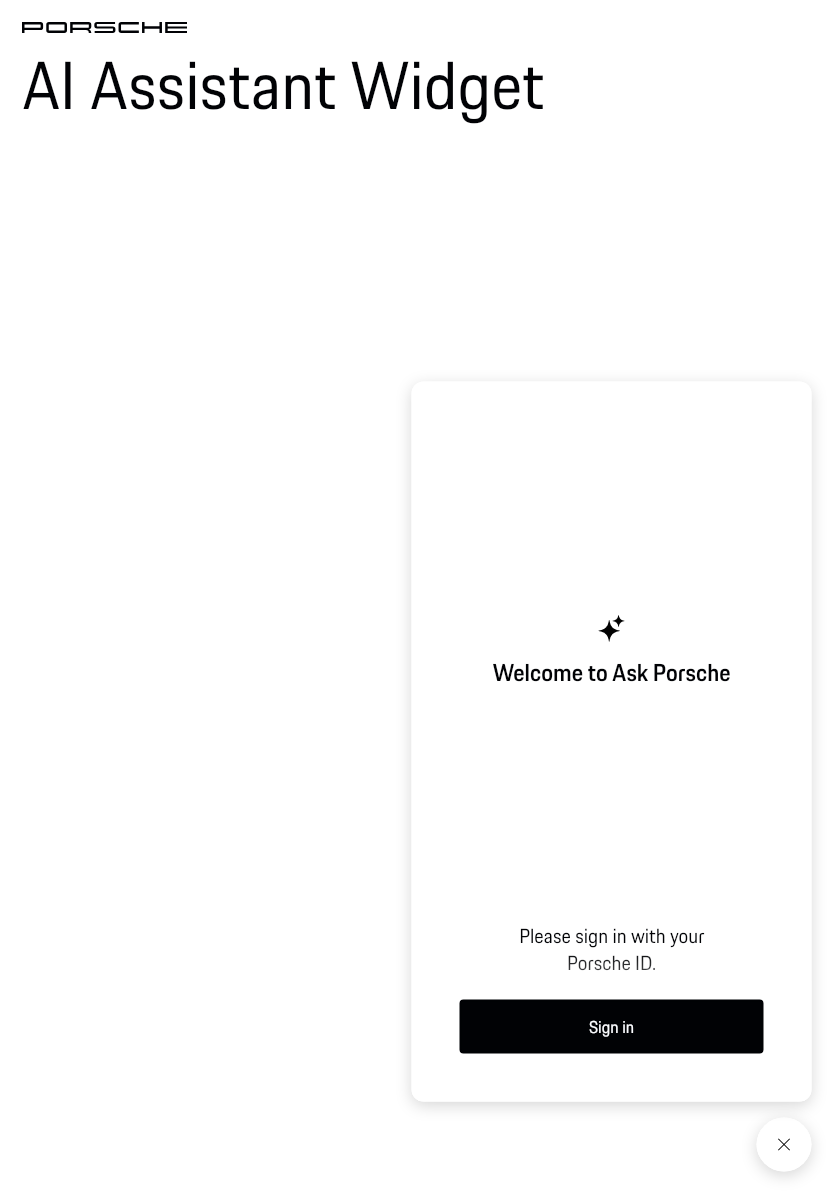 PORSCHE
AI Assistant Widget
Welcome to Ask Porsche
Please sign in with your
Porsche ID.
Sign in